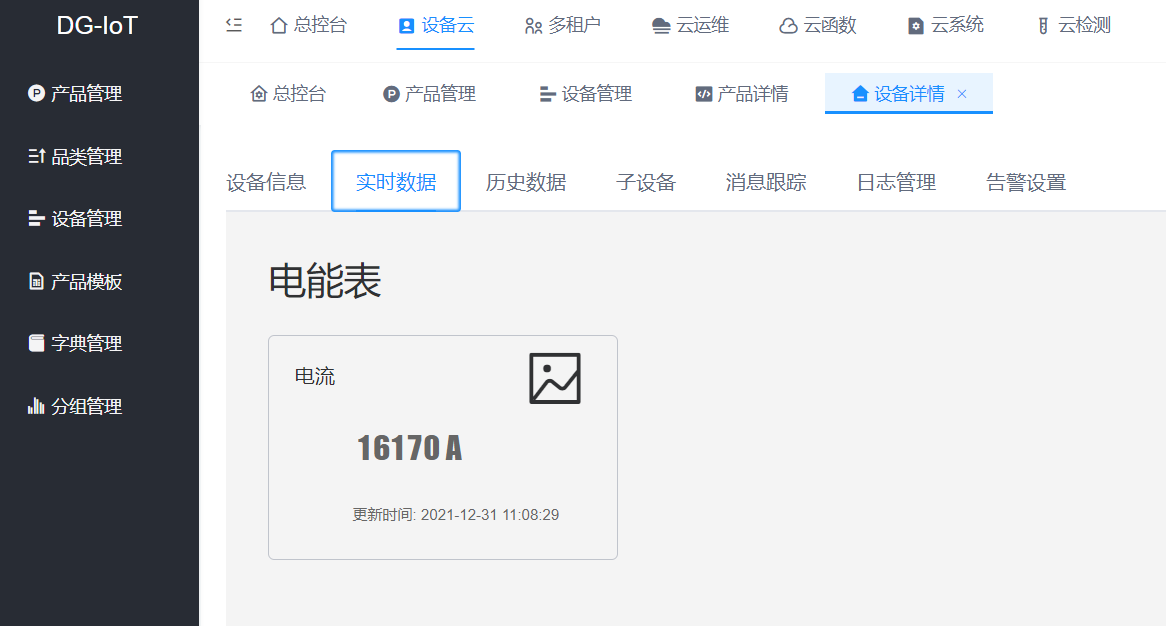 DG-IoT
总控台 设备云 多租户 云运维 云函数 云系统 云检测
产品管理
品类管理
设备管理
产品模板
字典管理
分组管理
总控台 产品管理 设备管理 产品详情 设备详情 ×
设备信息 实时数据 历史数据 子设备 消息跟踪 日志管理 告警设置
电能表
电流
16170 A
更新时间: 2021-12-31 11:08:29